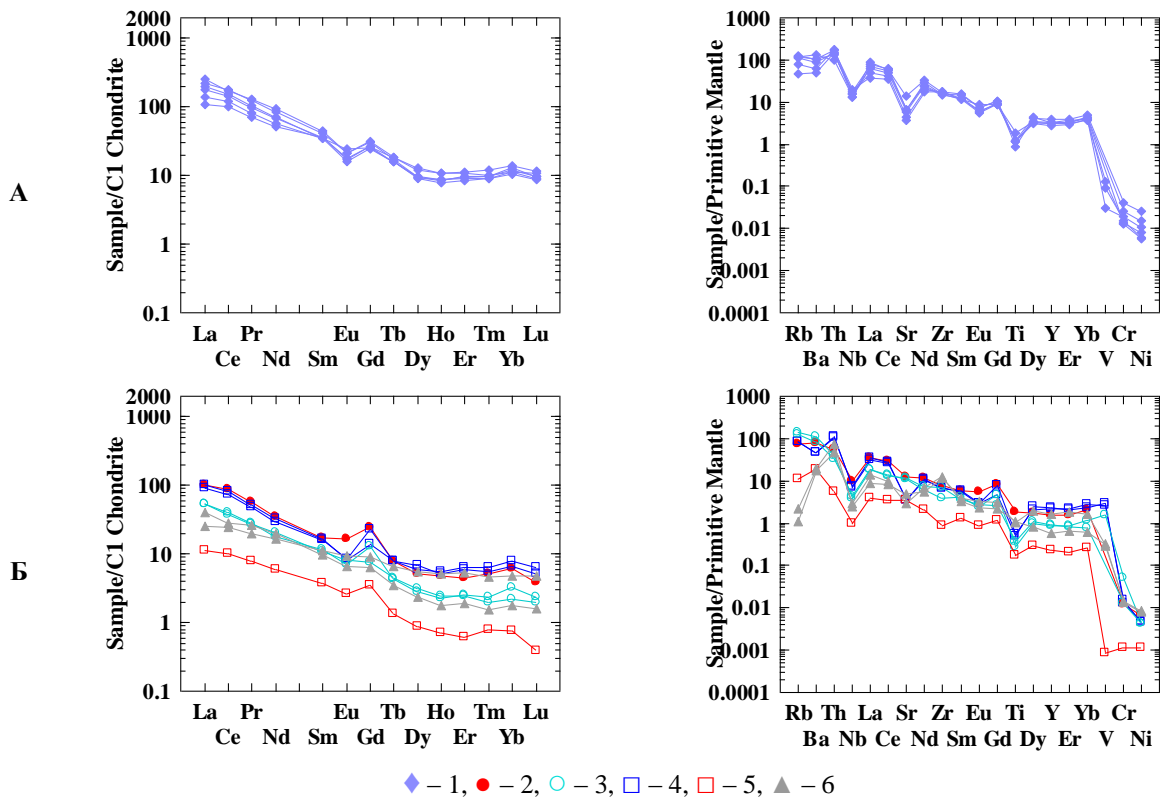 А
Sample/C1 Chondrite
2000
1000
100
10
1
0.1
La Pr Eu Tb Ho Tm Lu
Ce Nd Sm Gd Dy Er Yb
Sample/Primitive Mantle
1000
100
10
1
0.1
0.01
0.001
0.0001
Rb Th La Sr Zr Eu Ti Y Yb Cr
Ba Nb Ce Nd Sm Gd Dy Er V Ni
Б
Sample/C1 Chondrite
2000
1000
100
10
1
0.1
La Pr Eu Tb Ho Tm Lu
Ce Nd Sm Gd Dy Er Yb
Sample/Primitive Mantle
1000
100
10
1
0.1
0.01
0.001
0.0001
Rb Th La Sr Zr Eu Ti Y Yb Cr
Ba Nb Ce Nd Sm Gd Dy Er V Ni
– 1, – 2, – 3, – 4, – 5, – 6